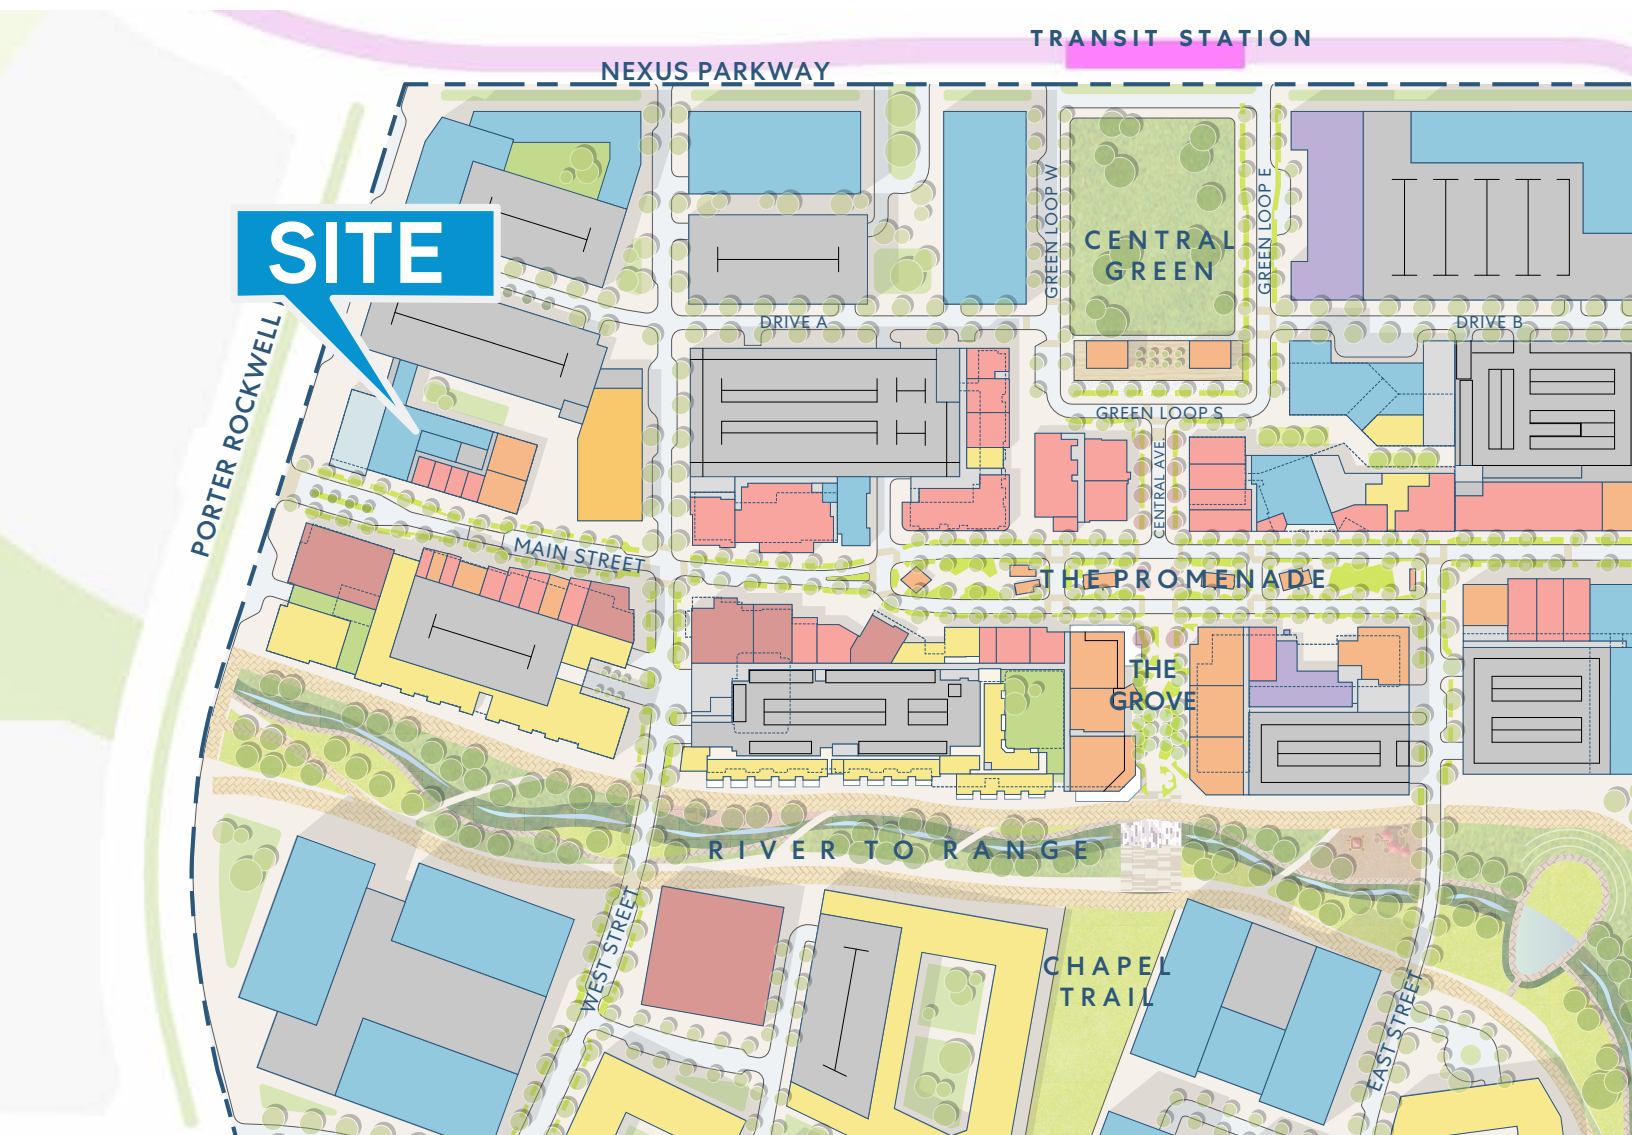 TRANSIT STATION
NEXUS PARKWAY
SITE
GREEN LOOP W
GREEN LOOP E
CENTRAL
GREEN
DRIVE A
DRIVE B
PORTER ROCKWELL
GREEN LOOP S
CENTRAL AVE.
MAIN STREET
THE PROMENADE
THE
GROVE
RIVER TO RANGE
WEST STREET
CHAPEL
TRAIL
EAST STREET